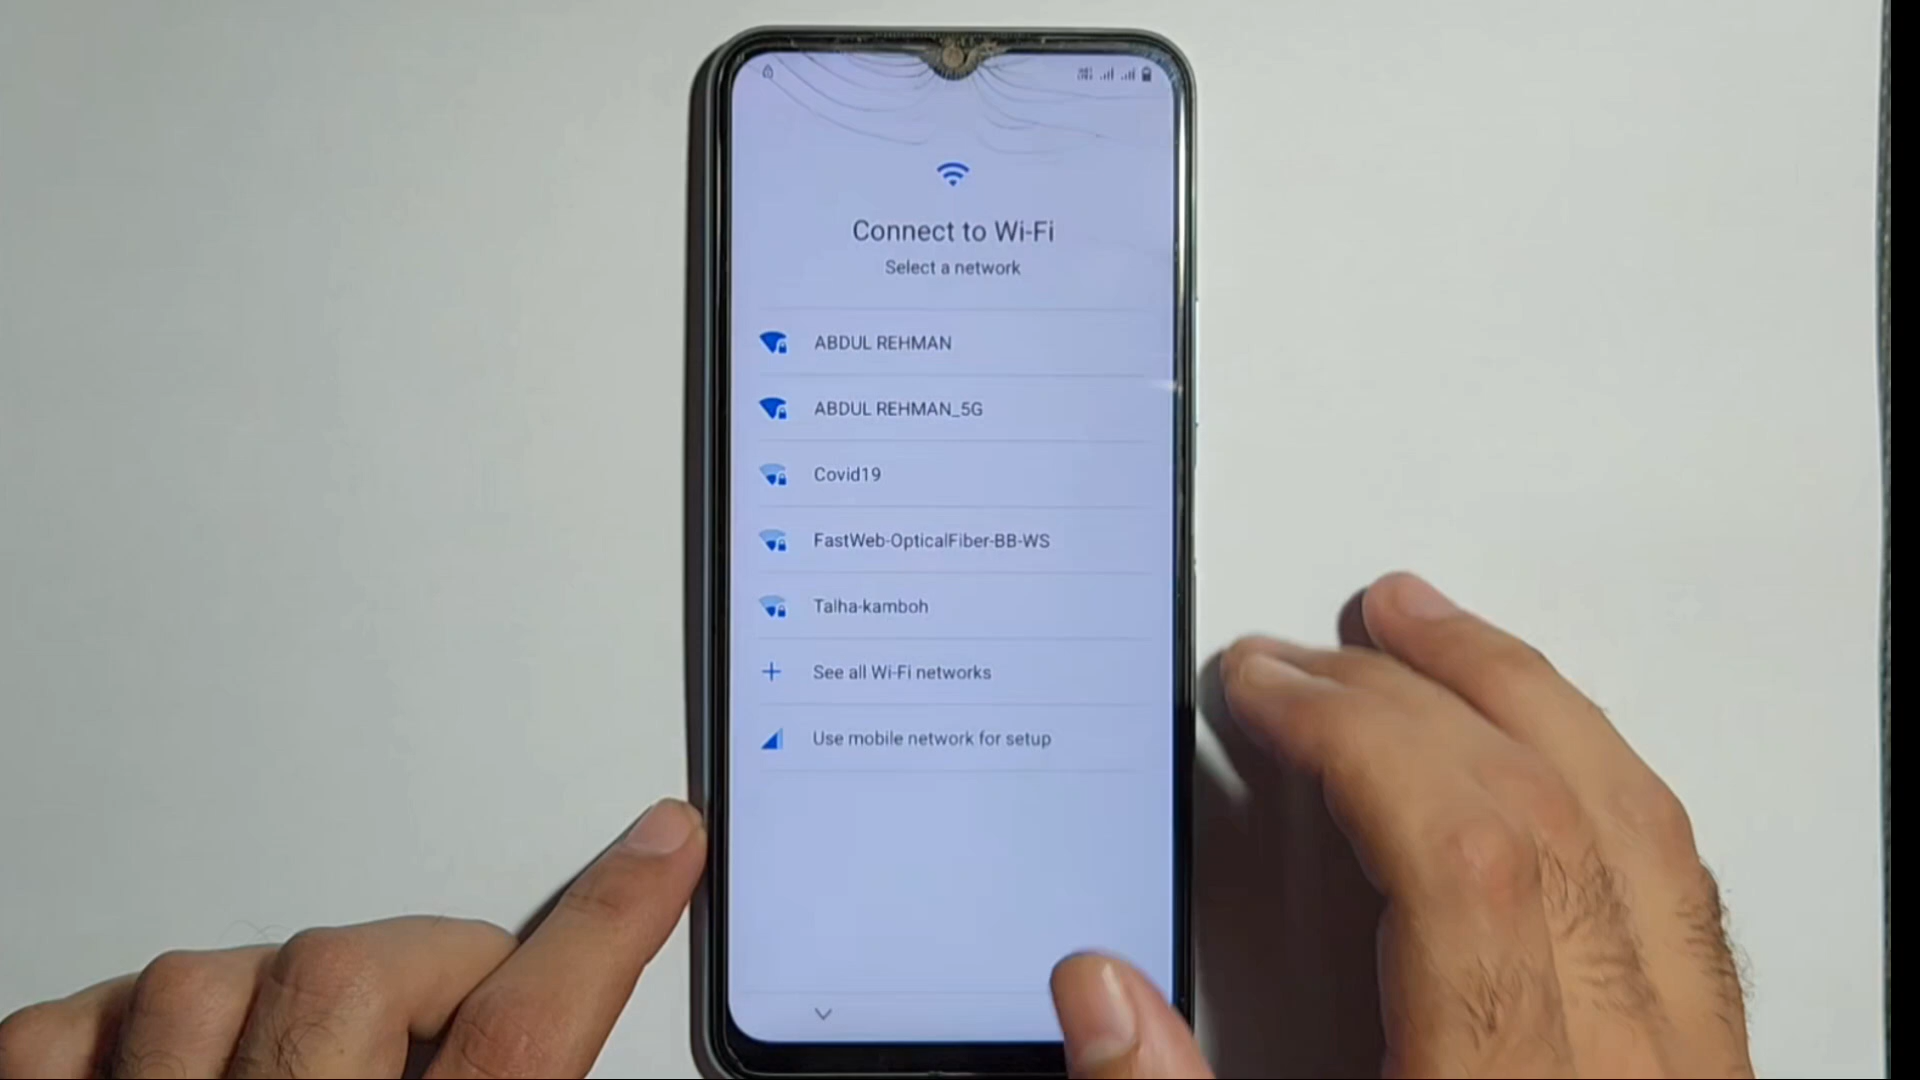 Connect to Wi-Fi
Select a network
ABDUL REHMAN
ABDUL REHMAN_5G
Covid19
FastWeb-OpticalFiber-BB-WS
Talha-kamboh
See all Wi-Fi networks
Use mobile network for setup